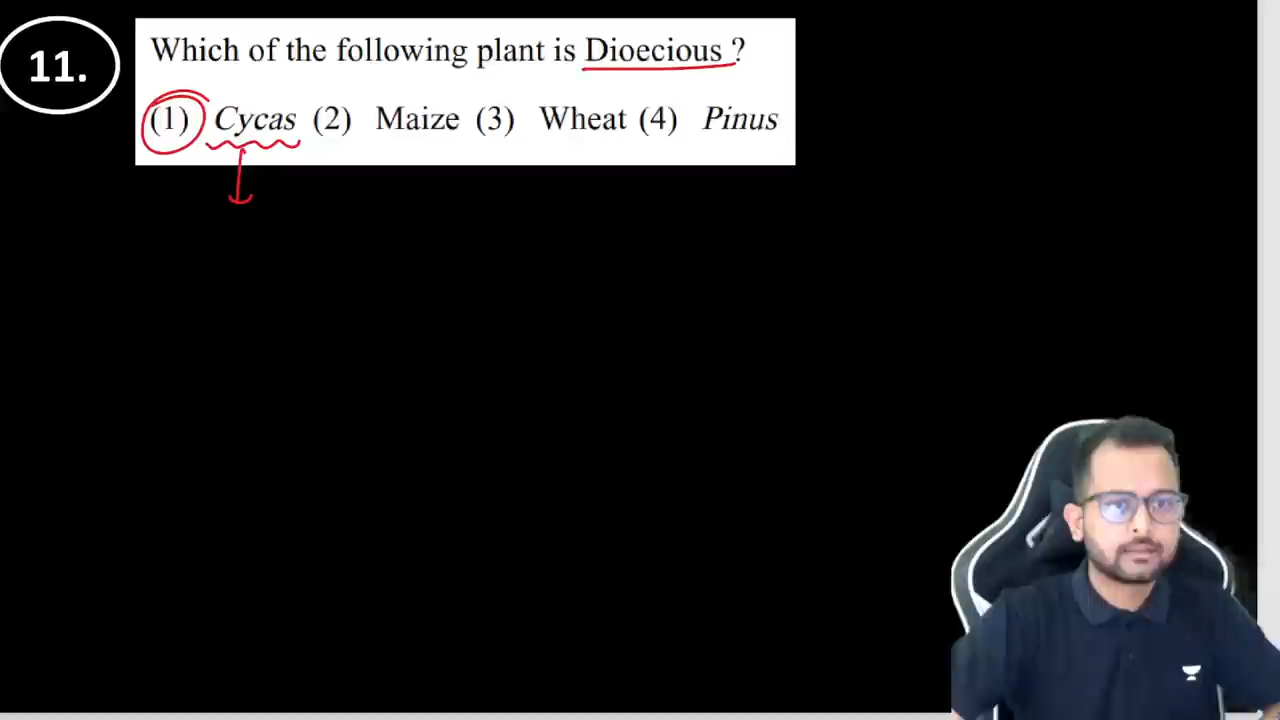 11.
Which of the following plant is Dioecious ?
(1) Cycas (2) Maize (3) Wheat (4) Pinus